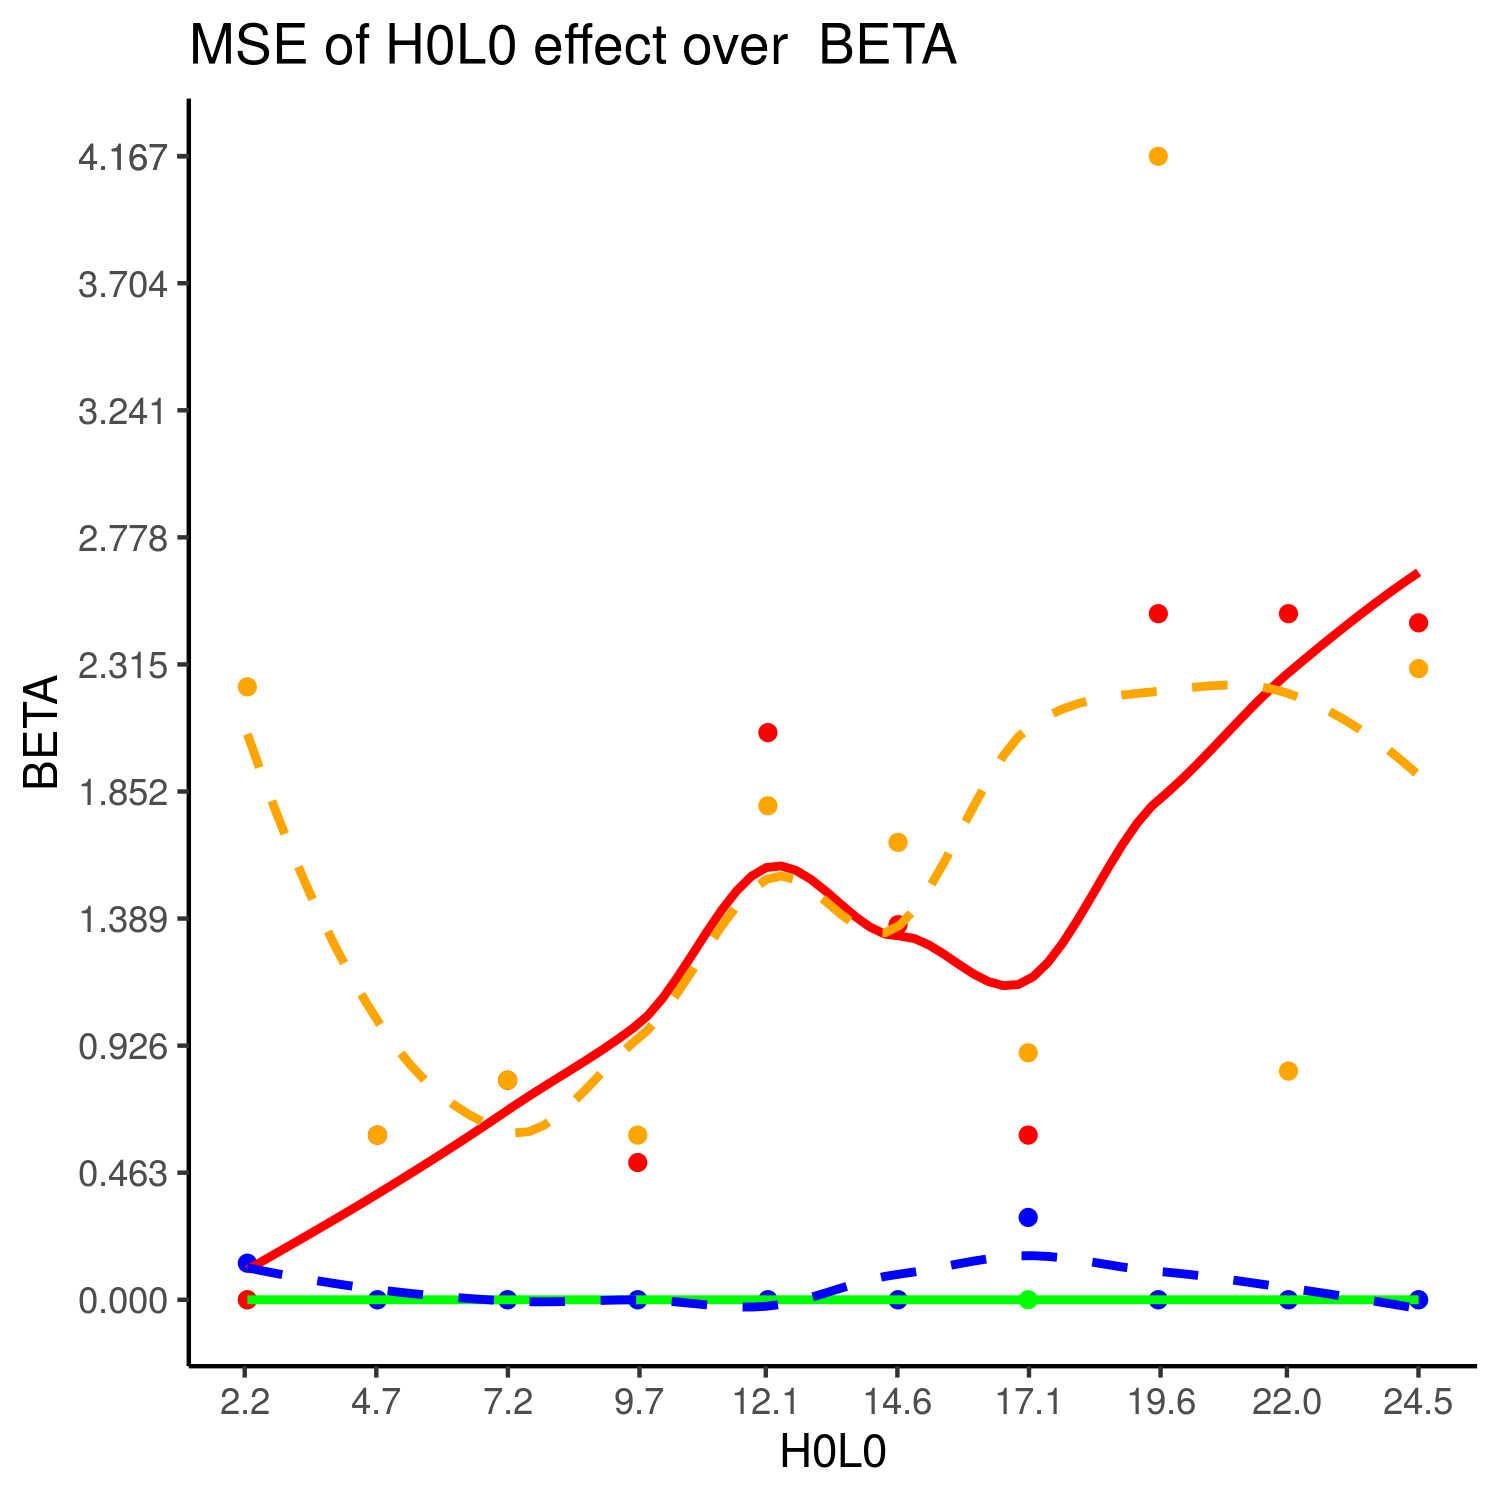 MSE of H0L0 effect over  BETA
4.167
3.704
3.241
2.778
2.315
1.852
1.389
0.926
0.463
0.000
BETA
2.2 4.7 7.2 9.7 12.1 14.6 17.1 19.6 22.0 24.5
H0L0